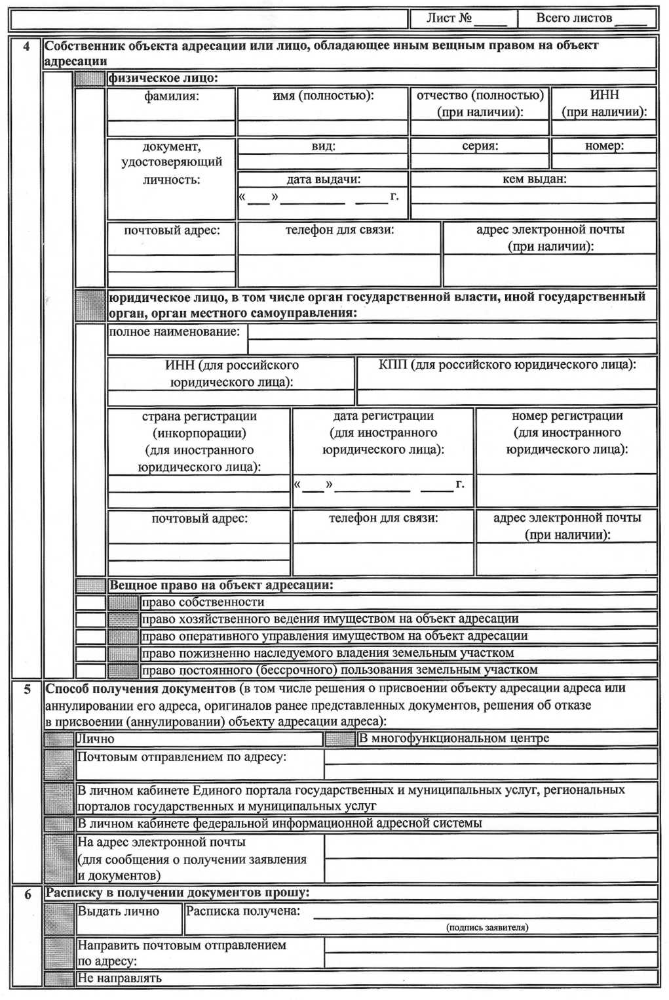 Лист № _____ Всего листов _____
4 Собственник объекта адресации или лицо, обладающее иным вещным правом на объект
адресации
физическое лицо:
фамилия: имя (полностью): отчество (полностью) ИНН
(при наличии): (при наличии):
документ, вид: серия: номер:
удостоверяющий
личность: дата выдачи: кем выдан:
« ___ » __________ _____ г.
почтовый адрес: телефон для связи: адрес электронной почты
(при наличии):
юридическое лицо, в том числе орган государственной власти, иной государственный
орган, орган местного самоуправления:
полное наименование:
ИНН (для российского КПП (для российского юридического лица):
юридического лица):
страна регистрации дата регистрации номер регистрации
(инкорпорации) (для иностранного (для иностранного
(для иностранного юридического лица): юридического лица):
юридического лица):
« ___ » ____________ _____ г.
почтовый адрес: телефон для связи: адрес электронной почты
(при наличии):
Вещное право на объект адресации:
право собственности
право хозяйственного ведения имуществом на объект адресации
право оперативного управления имуществом на объект адресации
право пожизненно наследуемого владения земельным участком
право постоянного (бессрочного) пользования земельным участком
5 Способ получения документов (в том числе решения о присвоении объекту адресации адреса или
аннулировании его адреса, оригиналов ранее представленных документов, решения об отказе
в присвоении (аннулировании) объекту адресации адреса):
Лично В многофункциональном центре
Почтовым отправлением по адресу:
В личном кабинете Единого портала государственных и муниципальных услуг, региональных
порталов государственных и муниципальных услуг
В личном кабинете федеральной информационной адресной системы
На адрес электронной почты
(для сообщения о получении заявления
и документов)
6 Расписку в получении документов прошу:
Выдать лично Расписка получена: ____________________
(подпись заявителя)
Направить почтовым отправлением
по адресу:
Не направлять